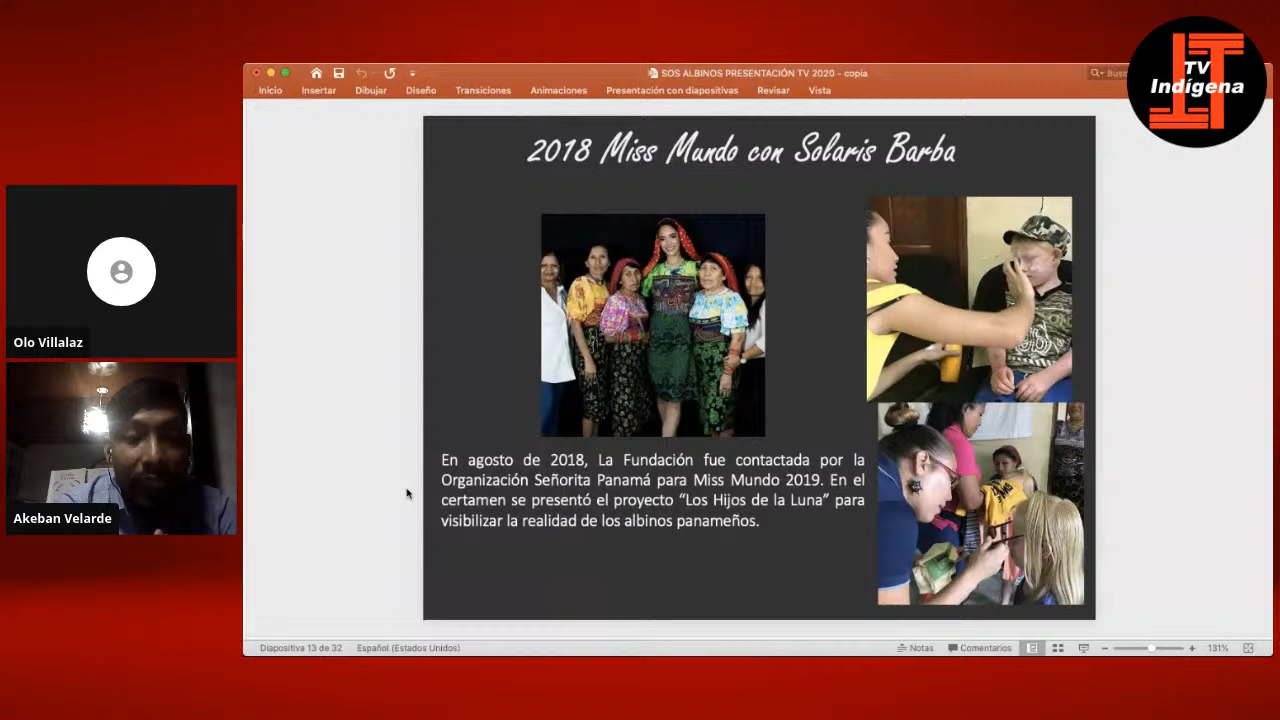 SOS ALBINOS PRESENTACIÓN TV 2020 - copia
Inicio Insertar Dibujar Diseño Transiciones Animaciones Presentación con diapositivas Revisar Vista
TV
Indígena
2018 Miss Mundo con Solaris Barba
En agosto de 2018, La Fundación fue contactada por la
Organización Señorita Panamá para Miss Mundo 2019. En el
certamen se presentó el proyecto “Los Hijos de la Luna” para
visibilizar la realidad de los albinos panameños.
Olo Villalaz
Akeban Velarde
Diapositiva 13 de 32 Español (Estados Unidos) Notas Comentarios 131%